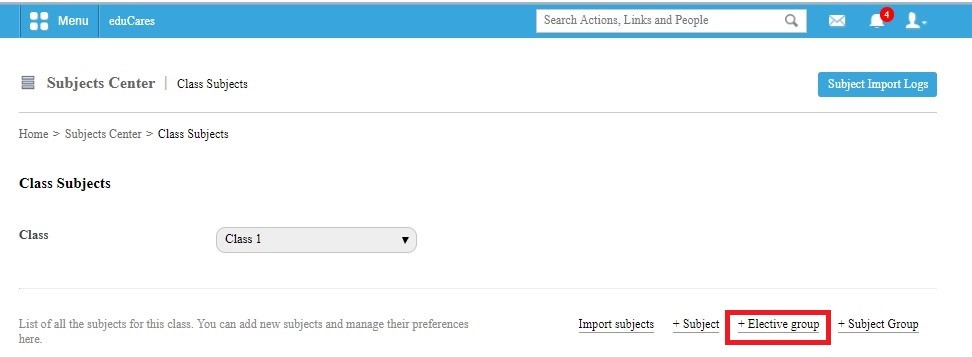 Menu eduCares Search Actions, Links and People 4
Subjects Center | Class Subjects Subject Import Logs
Home > Subjects Center > Class Subjects
Class Subjects
Class Class 1
List of all the subjects for this class. You can add new subjects and manage their preferences Import subjects + Subject + Elective group + Subject Group
here.